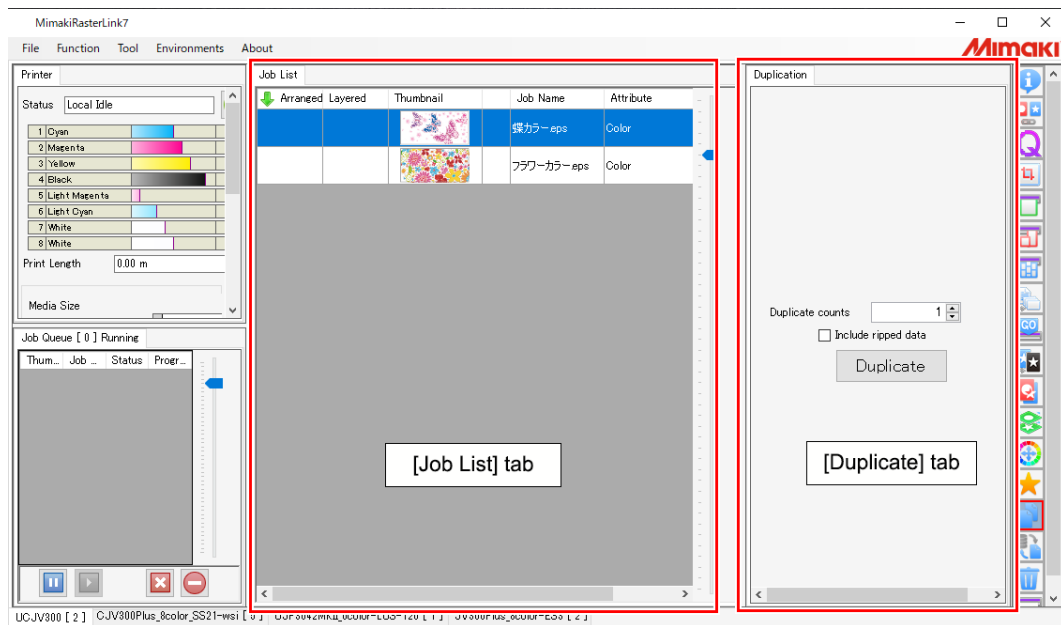 MimakiRasterLink7
File Function Tool Environments About
Mimaki
Printer
Status Local Idle
1 Cyan
2 Magenta
3 Yellow
4 Black
5 Light Magenta
6 Light Cyan
7 White
8 White
Print Length 0.00 m
Media Size
Job Queue [ 0 ] Running
Thum... Job ... Status Progr...
Job List
Arranged Layered Thumbnail Job Name Attribute
蝶カラー.eps Color
フラワーカラー.eps Color
[Job List] tab
Duplication
Duplicate counts 1
Include ripped data
Duplicate
[Duplicate] tab
Q
GO
UCJV300 [ 2 ] CJV300Plus_8color_SS21-wsi [ 0 ]